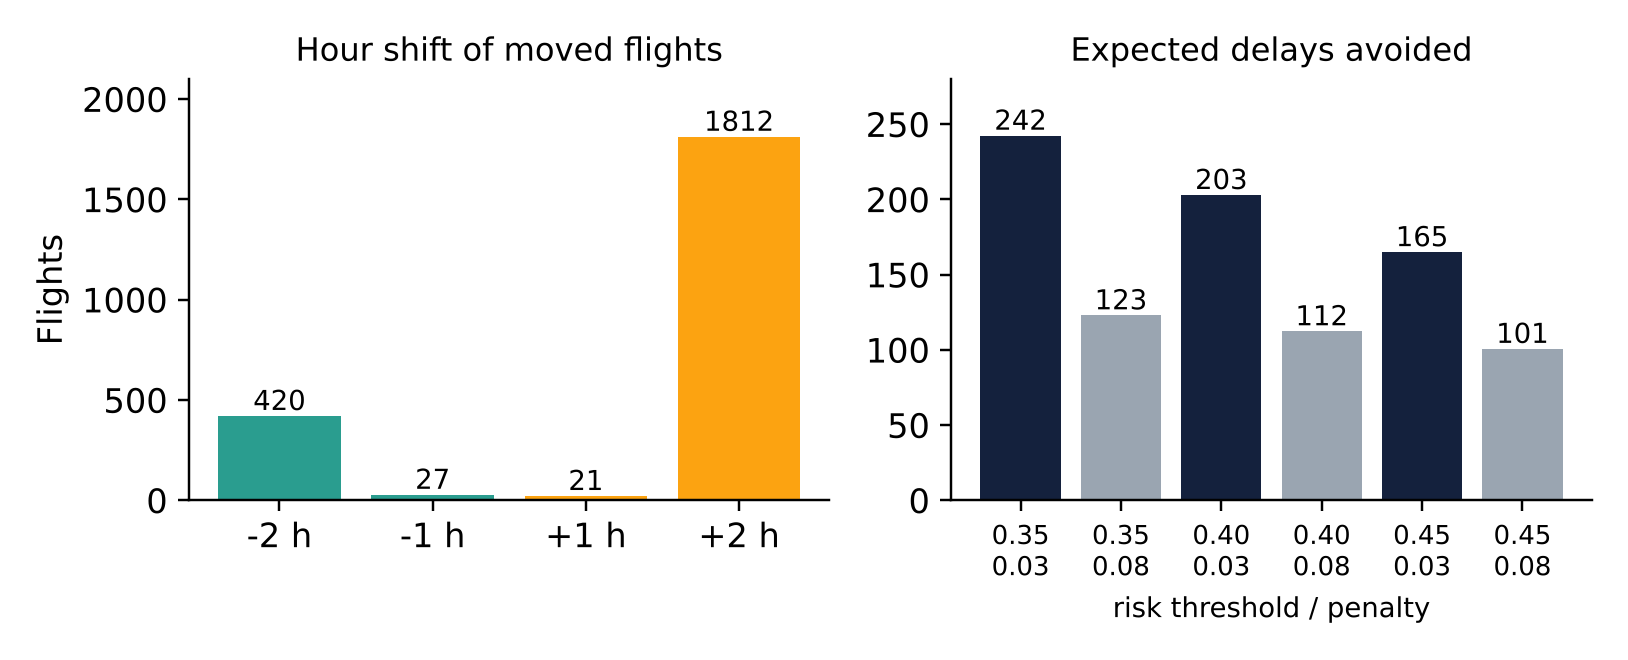 Hour shift of moved flights
Flights
2000
1500
1000
500
0
420
27
21
1812
-2 h
-1 h
+1 h
+2 h
Expected delays avoided
250
200
150
100
50
0
242
123
203
112
165
101
0.35 0.35 0.40 0.40 0.45 0.45
0.03 0.08 0.03 0.08 0.03 0.08
risk threshold / penalty